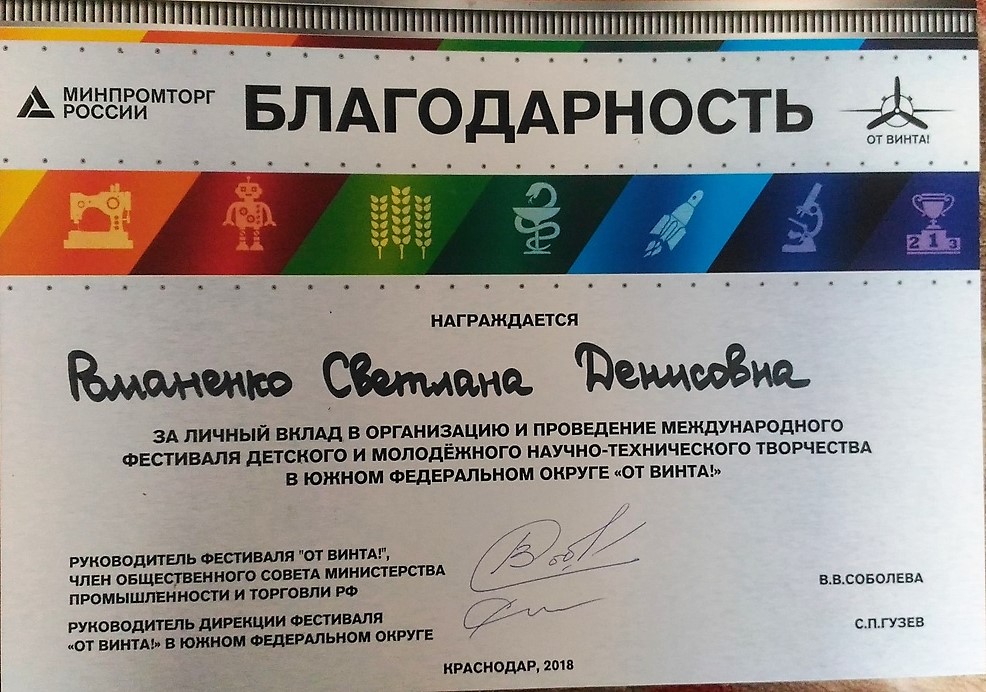 МИНПРОМТОРГ
РОССИИ
БЛАГОДАРНОСТЬ
ОТ ВИНТА!
2 1 3
НАГРАЖДАЕТСЯ
Романенко Светлана Денисовна
ЗА ЛИЧНЫЙ ВКЛАД В ОРГАНИЗАЦИЮ И ПРОВЕДЕНИЕ МЕЖДУНАРОДНОГО
ФЕСТИВАЛЯ ДЕТСКОГО И МОЛОДЁЖНОГО НАУЧНО-ТЕХНИЧЕСКОГО ТВОРЧЕСТВА
В ЮЖНОМ ФЕДЕРАЛЬНОМ ОКРУГЕ «ОТ ВИНТА!»
РУКОВОДИТЕЛЬ ФЕСТИВАЛЯ "ОТ ВИНТА!",
ЧЛЕН ОБЩЕСТВЕННОГО СОВЕТА МИНИСТЕРСТВА
ПРОМЫШЛЕННОСТИ И ТОРГОВЛИ РФ
В.В.СОБОЛЕВА
РУКОВОДИТЕЛЬ ДИРЕКЦИИ ФЕСТИВАЛЯ
«ОТ ВИНТА!» В ЮЖНОМ ФЕДЕРАЛЬНОМ ОКРУГЕ
С.П.ГУЗЕВ
КРАСНОДАР, 2018